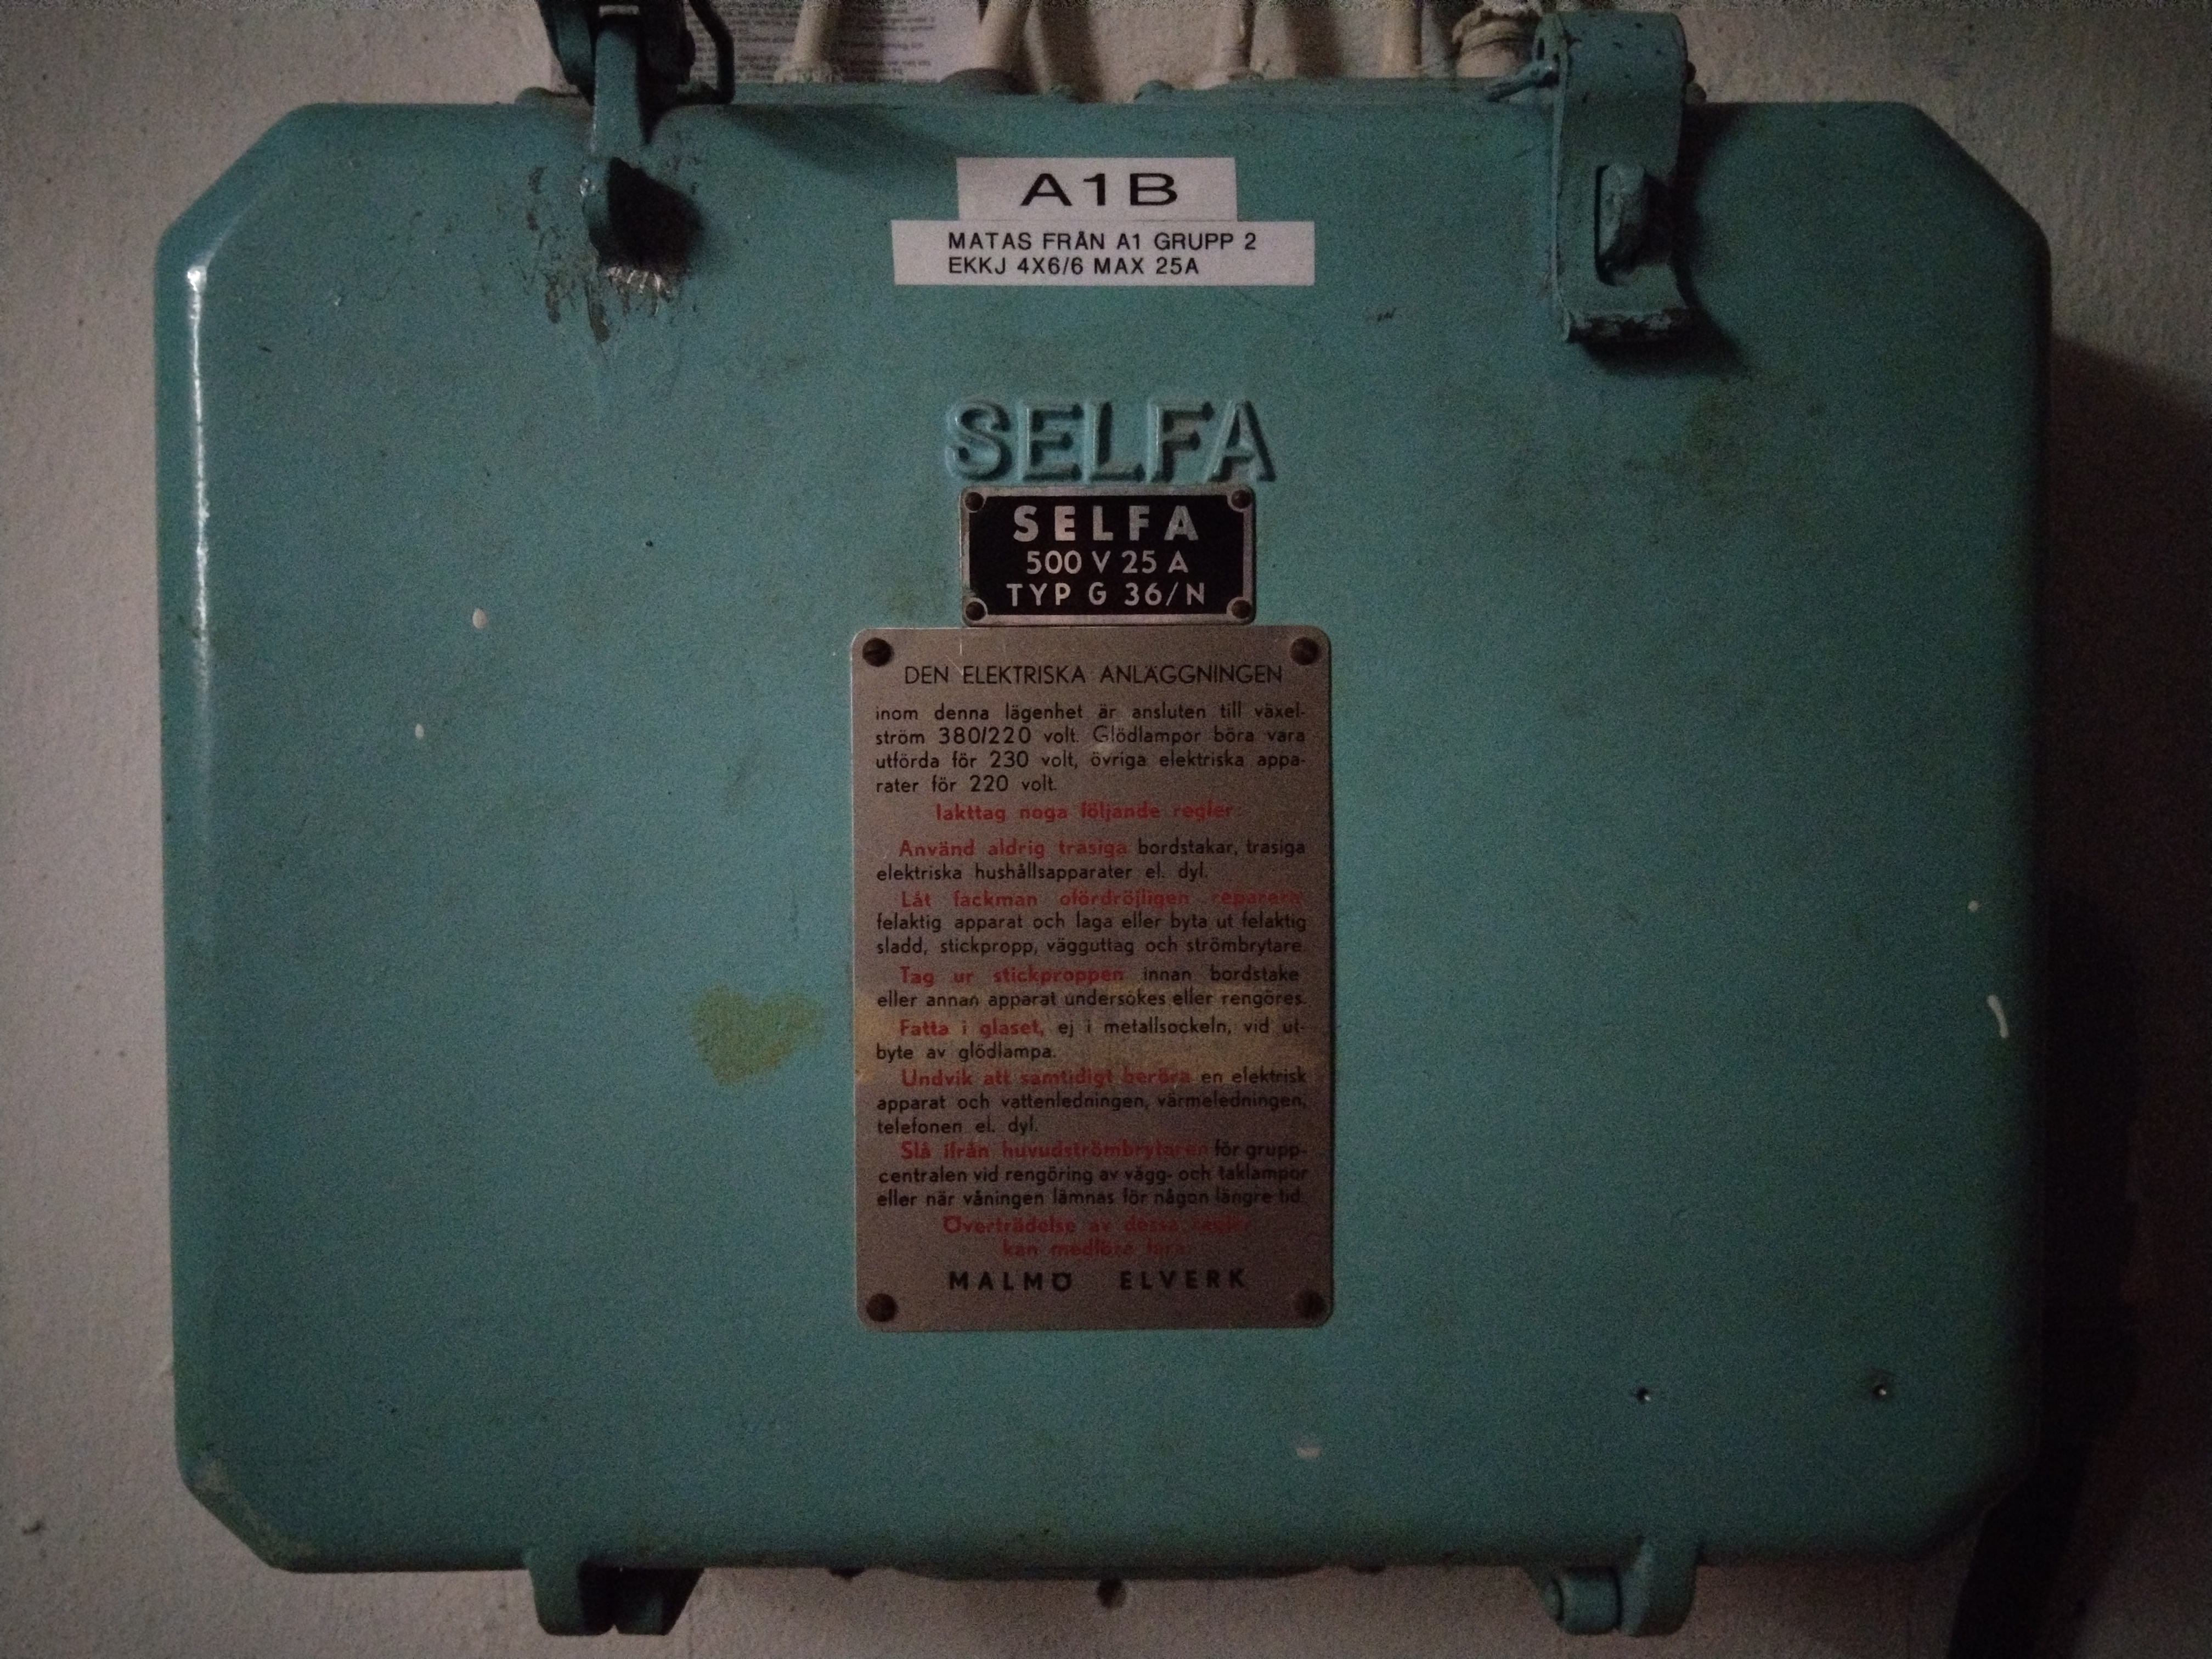 A1B
MATAS FRÅN A1 GRUPP 2
EKKJ 4X6/6 MAX 25A
SELFA
SELFA
500 V 25 A
TYP G 36/N
DEN ELEKTRISKA ANLÄGGNINGEN
inom denna lägenhet är ansluten till växel-
ström 380/220 volt. Glödlampor böra vara
utförda för 230 volt, övriga elektriska appa-
rater för 220 volt.
Iakttag noga följande regler:
Använd aldrig trasiga bordstakar, trasiga
elektriska hushållsapparater el. dyl.
Låt fackman ofördröjligen reparera
felaktig apparat och laga eller byta ut felaktig
sladd, stickpropp, vägguttag och strömbrytare.
Tag ur stickproppen innan bordstake
eller annan apparat undersökes eller rengöres.
Fatta i glaset, ej i metallsockeln, vid ut-
byte av glödlampa.
Undvik att samtidigt beröra en elektrisk
apparat och vattenledningen, värmeledningen,
telefonen el. dyl.
Slå ifrån huvudströmbrytaren för grupp-
centralen vid rengöring av vägg- och taklampor
eller när våningen lämnas för någon längre tid.
Överträdelse av dessa regler
kan medföra fara.
MALMÖ ELVERK